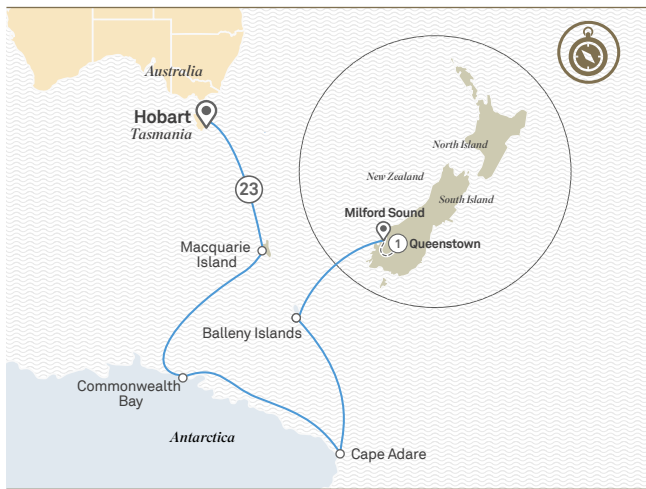 Australia
Hobart
Tasmania
23
North Island
New Zealand
South Island
Milford Sound
1
Queenstown
Macquarie
Island
Balleny Islands
Commonwealth
Bay
Antarctica
Cape Adare